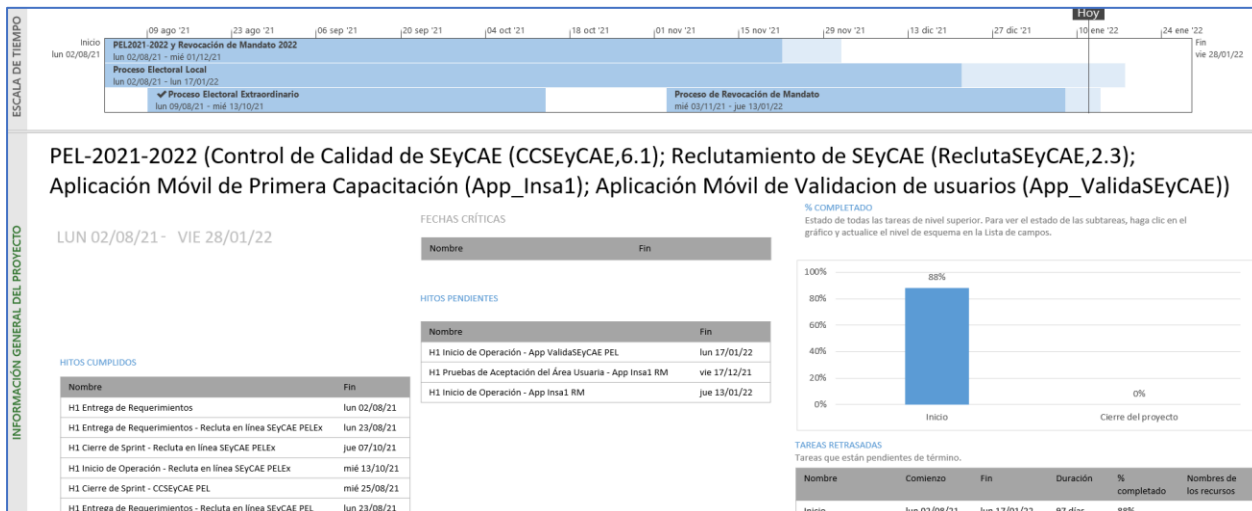 Hoy
09 ago '21 23 ago '21 06 sep '21 20 sep '21 04 oct '21 18 oct '21 01 nov '21 15 nov '21 29 nov '21 13 dic '21 27 dic '21 10 ene '22 24 ene '22
ESCALA DE TIEMPO
Inicio
lun 02/08/21
PEL2021-2022 y Revocación de Mandato 2022
lun 02/08/21 - mié 01/12/21
Proceso Electoral Local
lun 02/08/21 - lun 17/01/22
✔ Proceso Electoral Extraordinario
lun 09/08/21 - mié 13/10/21
Proceso de Revocación de Mandato
mié 03/11/21 - jue 13/01/22
Fin
vie 28/01/22
INFORMACIÓN GENERAL DEL PROYECTO
PEL-2021-2022 (Control de Calidad de SEyCAE (CCSEyCAE,6.1); Reclutamiento de SEyCAE (ReclutaSEyCAE,2.3);
Aplicación Móvil de Primera Capacitación (App_Insa1); Aplicación Móvil de Validacion de usuarios (App_ValidaSEyCAE))
LUN 02/08/21 - VIE 28/01/22
HITOS CUMPLIDOS
Nombre Fin
H1 Entrega de Requerimientos lun 02/08/21
H1 Entrega de Requerimientos - Recluta en línea SEyCAE PELEx lun 23/08/21
H1 Cierre de Sprint - Recluta en línea SEyCAE PELEx jue 07/10/21
H1 Inicio de Operación - Recluta en línea SEyCAE PELEx mié 13/10/21
H1 Cierre de Sprint - CCSEyCAE PEL mié 25/08/21
H1 Entrega de Requerimientos - Recluta en línea SEyCAE PEL lun 23/08/21
FECHAS CRÍTICAS
Nombre Fin
HITOS PENDIENTES
Nombre Fin
H1 Inicio de Operación - App ValidaSEyCAE PEL lun 17/01/22
H1 Pruebas de Aceptación del Área Usuaria - App Insa1 RM vie 17/12/21
H1 Inicio de Operación - App Insa1 RM jue 13/01/22
% COMPLETADO
Estado de todas las tareas de nivel superior. Para ver el estado de las subtareas, haga clic en el
gráfico y actualice el nivel de esquema en la Lista de campos.
100%
80%
60%
40%
20%
0%
88%
0%
Inicio Cierre del proyecto
TAREAS RETRASADAS
Tareas que están pendientes de término.
Nombre Comienzo Fin Duración % completado Nombres de los recursos
Inicio lun 02/08/21 lun 17/01/22 97 días 88%